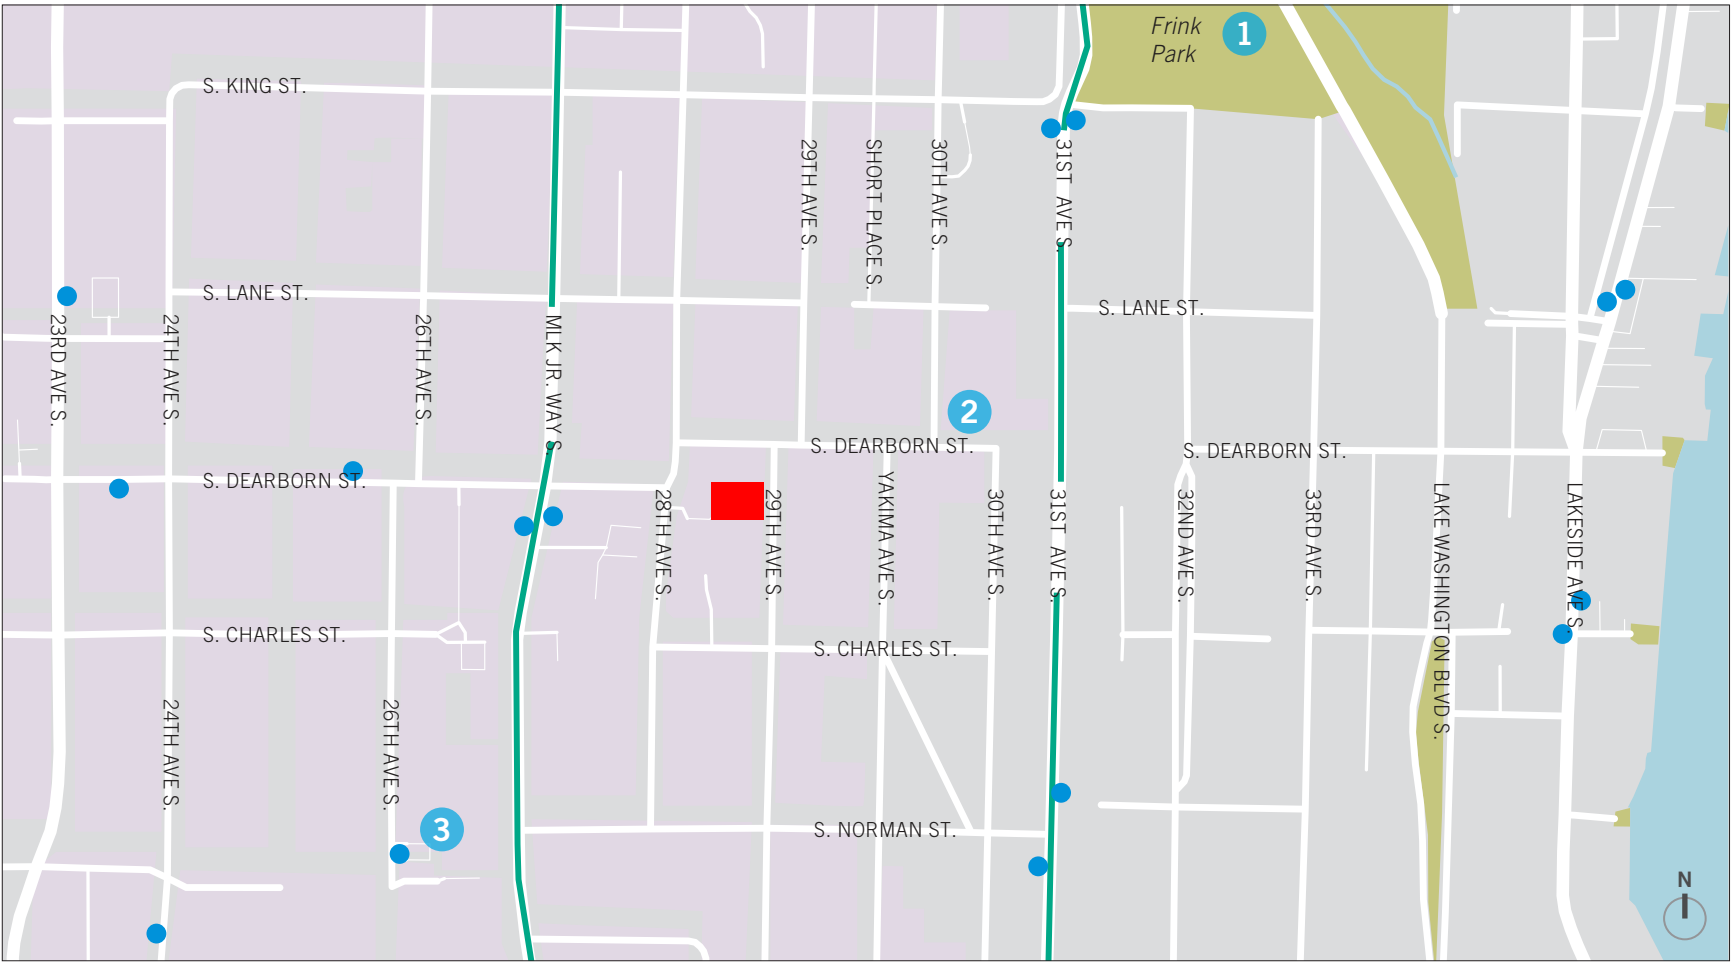 Frink
Park
1
S. KING ST.
29TH AVE S.
SHORT PLACE S.
30TH AVE S.
31ST AVE S.
S. LANE ST.
S. LANE ST.
23RD AVE S.
24TH AVE S.
26TH AVE S.
MLK JR. WAY S.
2
S. DEARBORN ST.
S. DEARBORN ST.
S. DEARBORN ST.
28TH AVE S.
29TH AVE S.
YAKIMA AVE S.
30TH AVE S.
31ST AVE S.
32ND AVE S.
33RD AVE S.
LAKE WASHINGTON BLVD S.
LAKESIDE AVE S.
S. CHARLES ST.
S. CHARLES ST.
24TH AVE S.
26TH AVE S.
3
S. NORMAN ST.
N